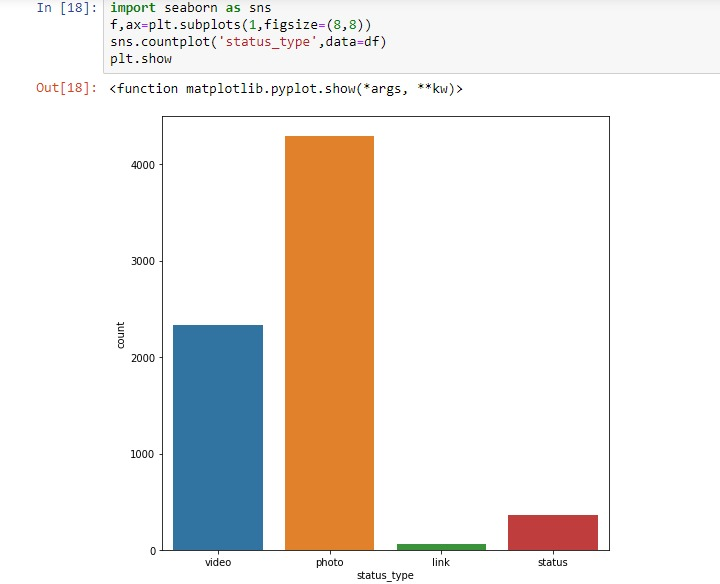 In [18]: import seaborn as sns
f,ax=plt.subplots(1,figsize=(8,8))
sns.countplot('status_type',data=df)
plt.show
Out[18]: <function matplotlib.pyplot.show(*args, **kw)>
4000
3000
2000
1000
0
count
video photo link status
status_type